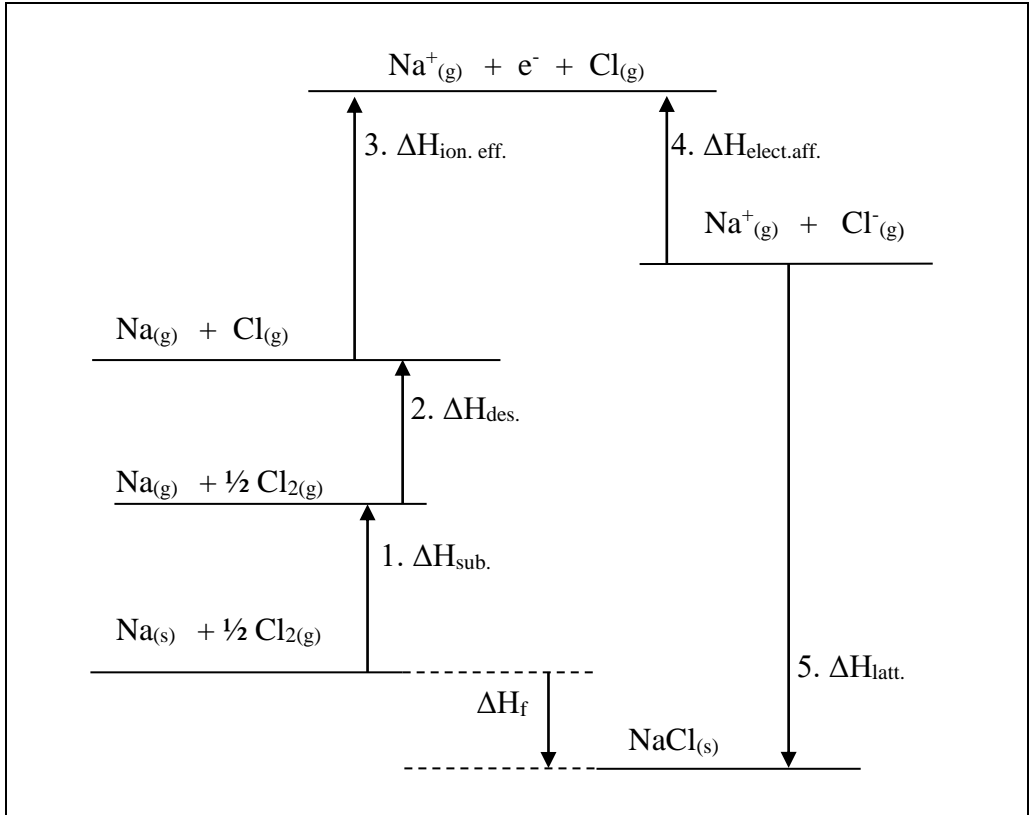 Na⁺(g) + e⁻ + Cl(g)
3. ΔHion. eff.
4. ΔHelect.aff.
Na⁺(g) + Cl⁻(g)
Na(g) + Cl(g)
2. ΔHdes.
Na(g) + ½ Cl2(g)
1. ΔHsub.
Na(s) + ½ Cl2(g)
5. ΔHlatt.
ΔHf
NaCl(s)